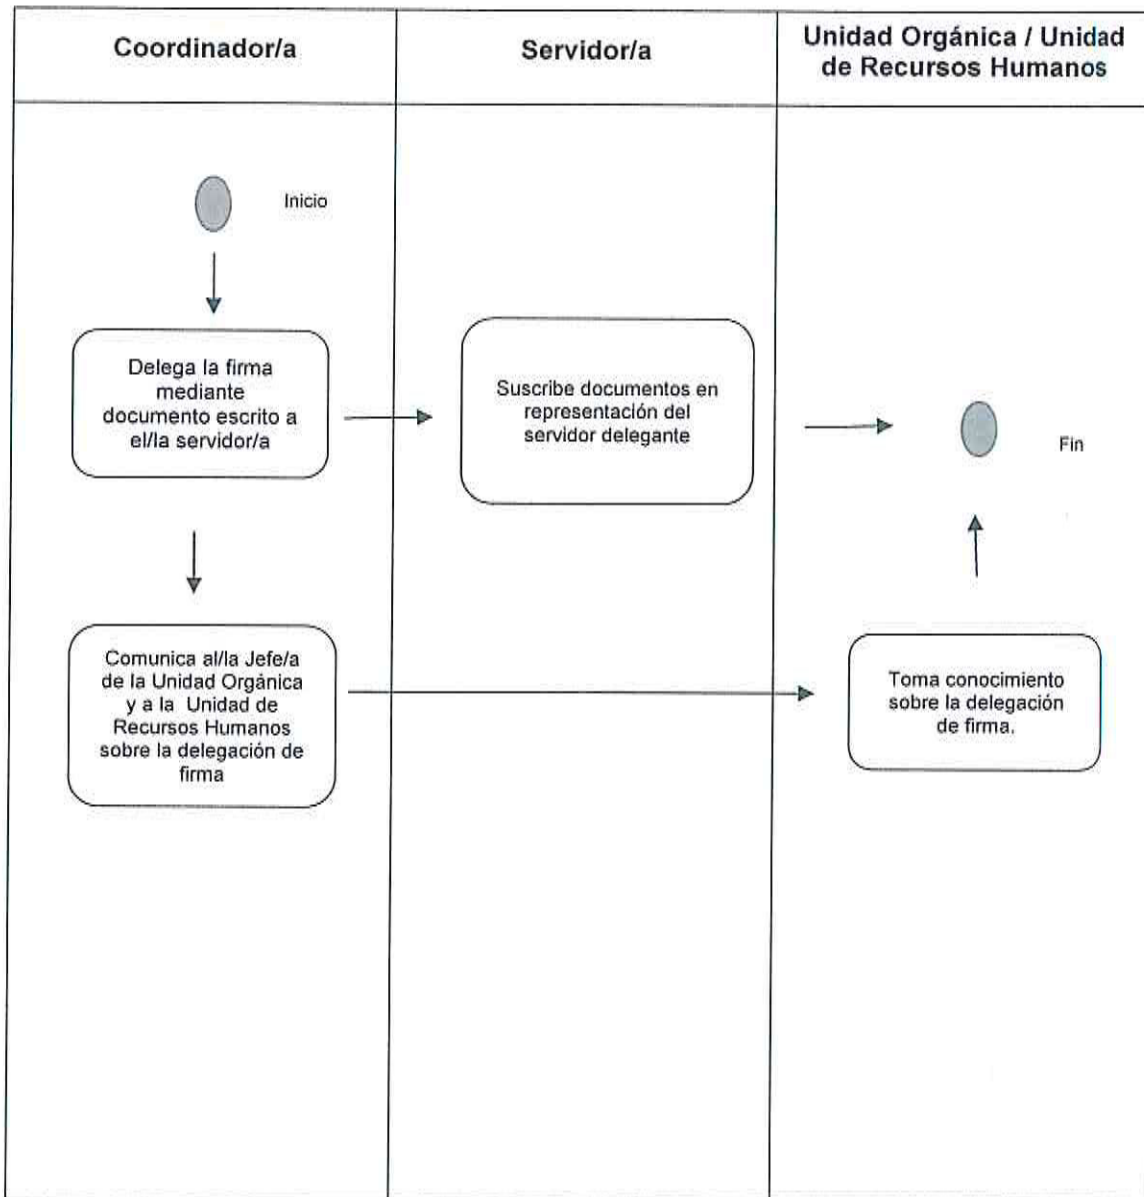 Coordinador/a
Servidor/a
Unidad Orgánica / Unidad
de Recursos Humanos
Inicio
Delega la firma
mediante
documento escrito a
el/la servidor/a
Suscribe documentos en
representación del
servidor delegante
Fin
Comunica al/la Jefe/a
de la Unidad Orgánica
y a la Unidad de
Recursos Humanos
sobre la delegación de
firma
Toma conocimiento
sobre la delegación
de firma.